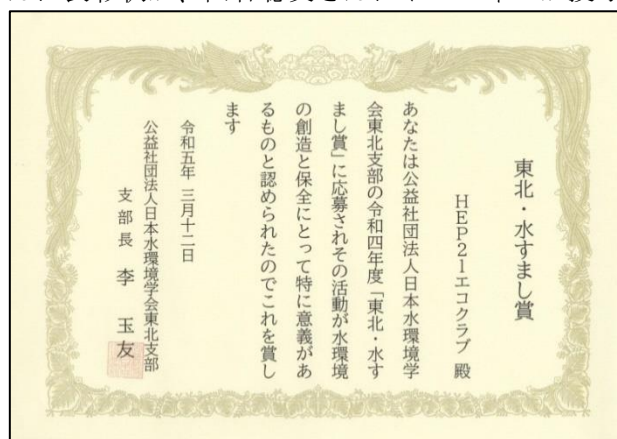 東北・水すまし賞
HEP21エコクラブ 殿
あなたは公益社団法人日本水環境学
会東北支部の令和四年度「東北・水す
まし賞」に応募されその活動が水環境
の創造と保全にとって特に意義があ
るものと認められたのでこれを賞し
ます
令和五年 三月十二日
公益社団法人日本水環境学会東北支部
支部長 李 玉友